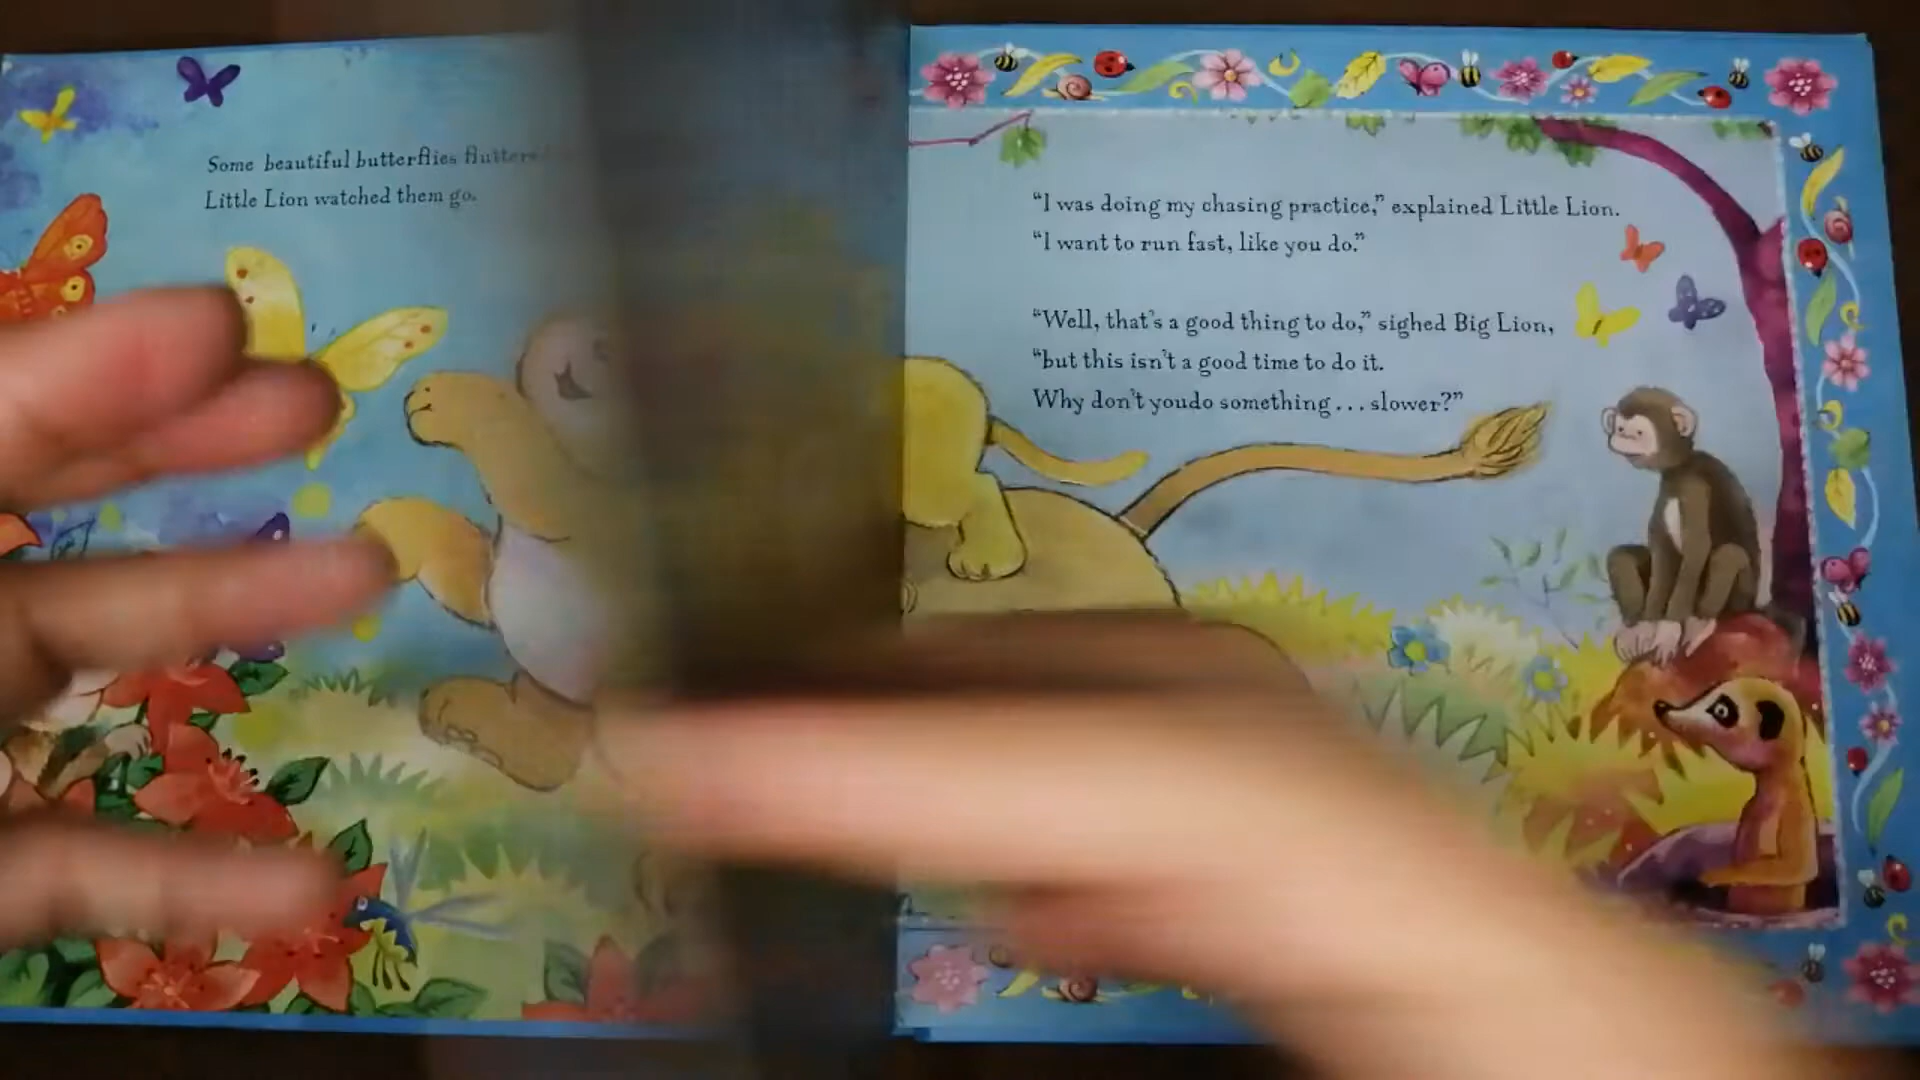 Some beautiful butterflies fluttered
Little Lion watched them go.
“I was doing my chasing practice,” explained Little Lion.
“I want to run fast, like you do.”
“Well, that’s a good thing to do,” sighed Big Lion,
“but this isn’t a good time to do it.
Why don’t youdo something . . . slower?”